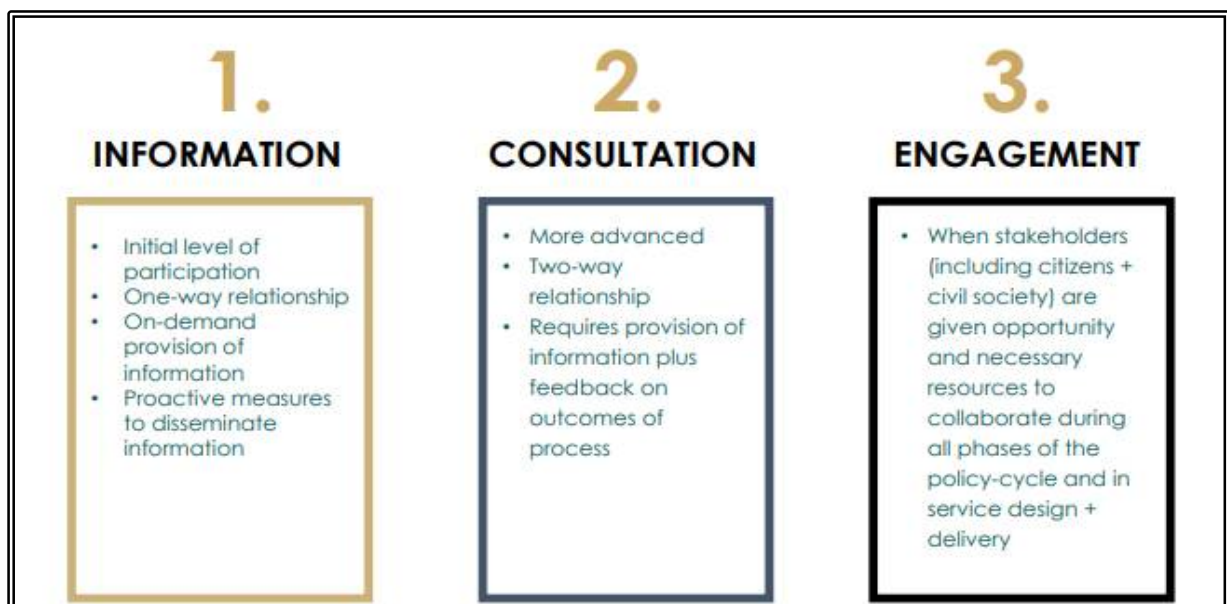 1.
INFORMATION
• Initial level of
participation
• One-way relationship
• On-demand
provision of
information
• Proactive measures
to disseminate
information
2.
CONSULTATION
• More advanced
• Two-way
relationship
• Requires provision of
information plus
feedback on
outcomes of
process
3.
ENGAGEMENT
• When stakeholders
(including citizens +
civil society) are
given opportunity
and necessary
resources to
collaborate during
all phases of the
policy-cycle and in
service design +
delivery